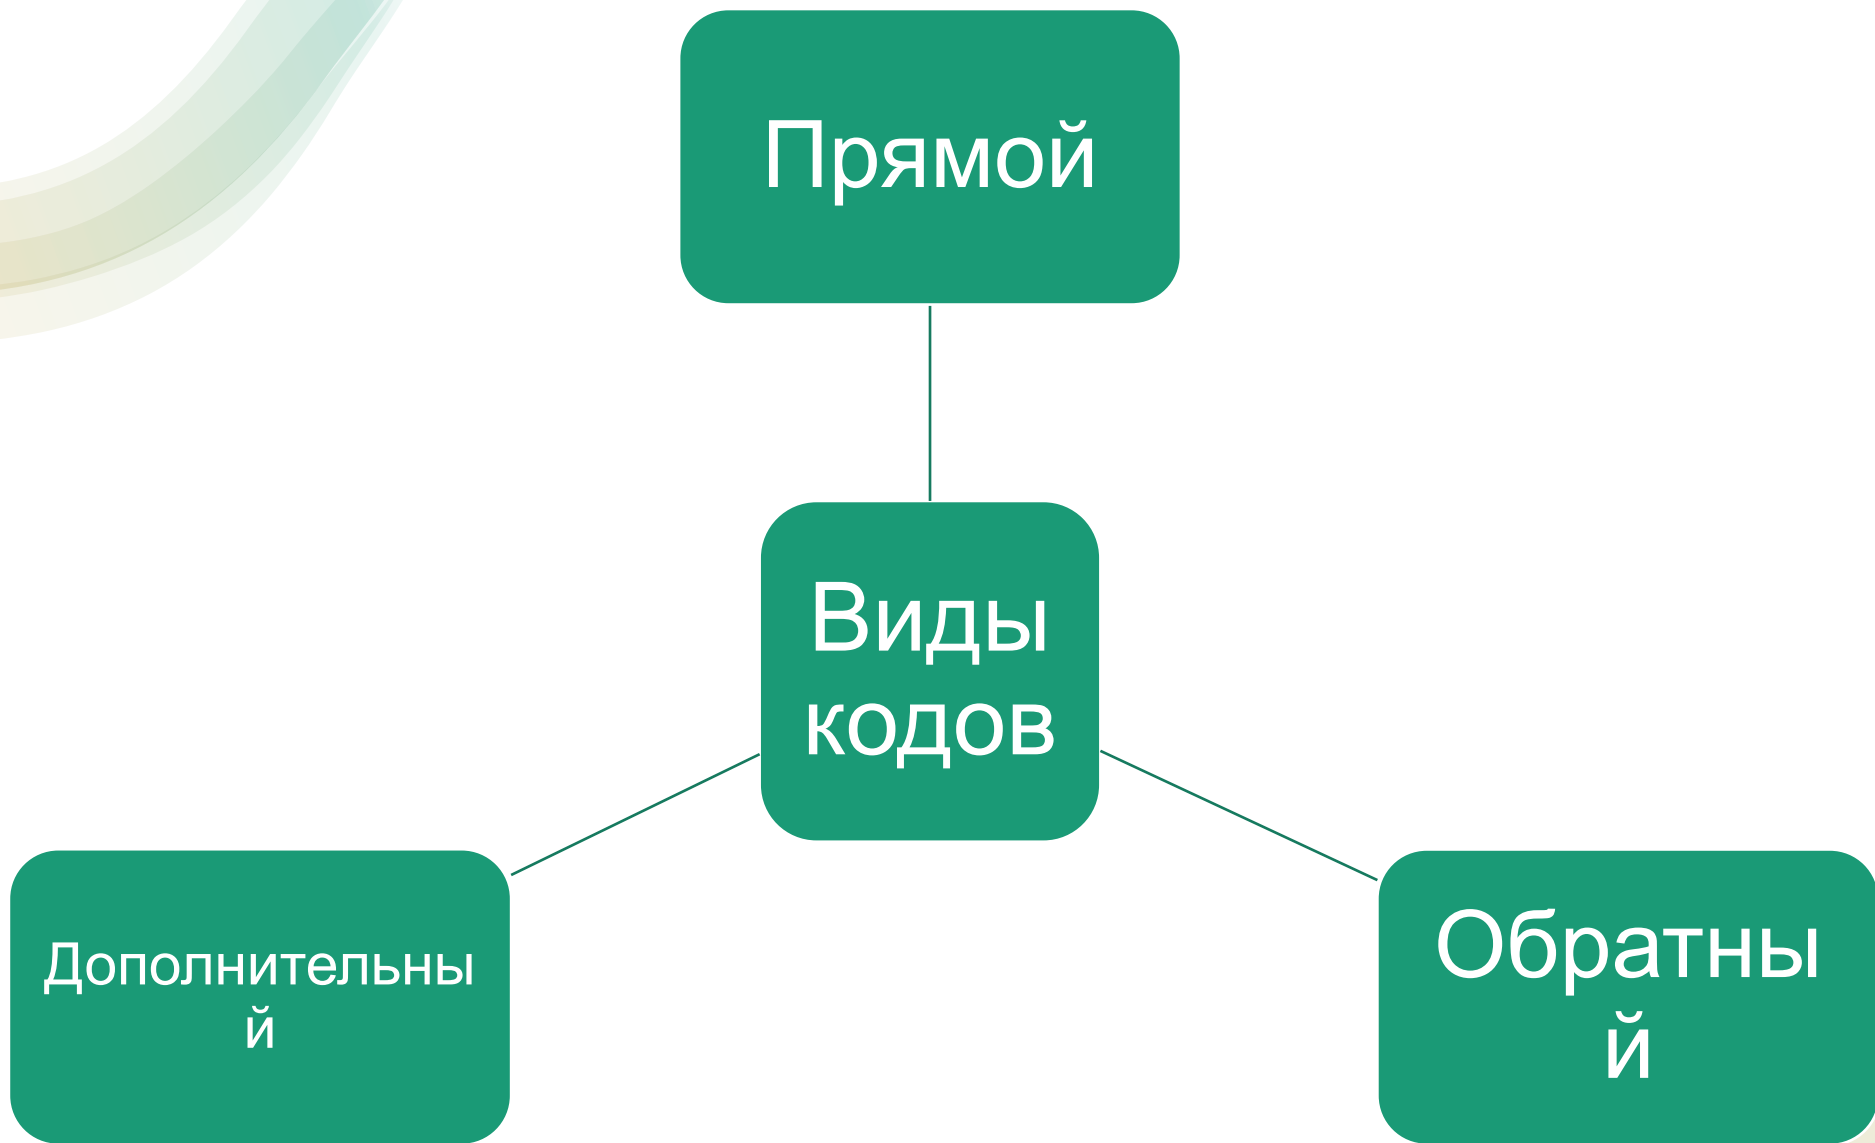 Прямой
Виды
кодов
Дополнительны
й
Обратны
й